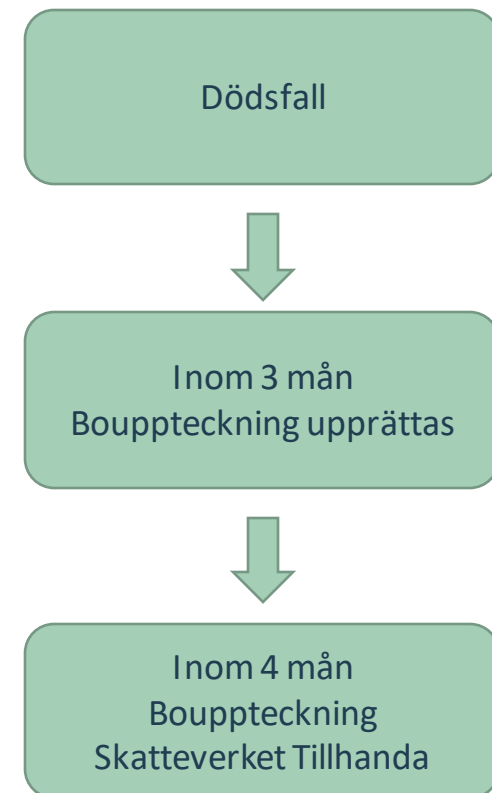 Dödsfall
Inom 3 mån
Bouppteckning upprättas
Inom 4 mån
Bouppteckning
Skatteverket Tillhanda